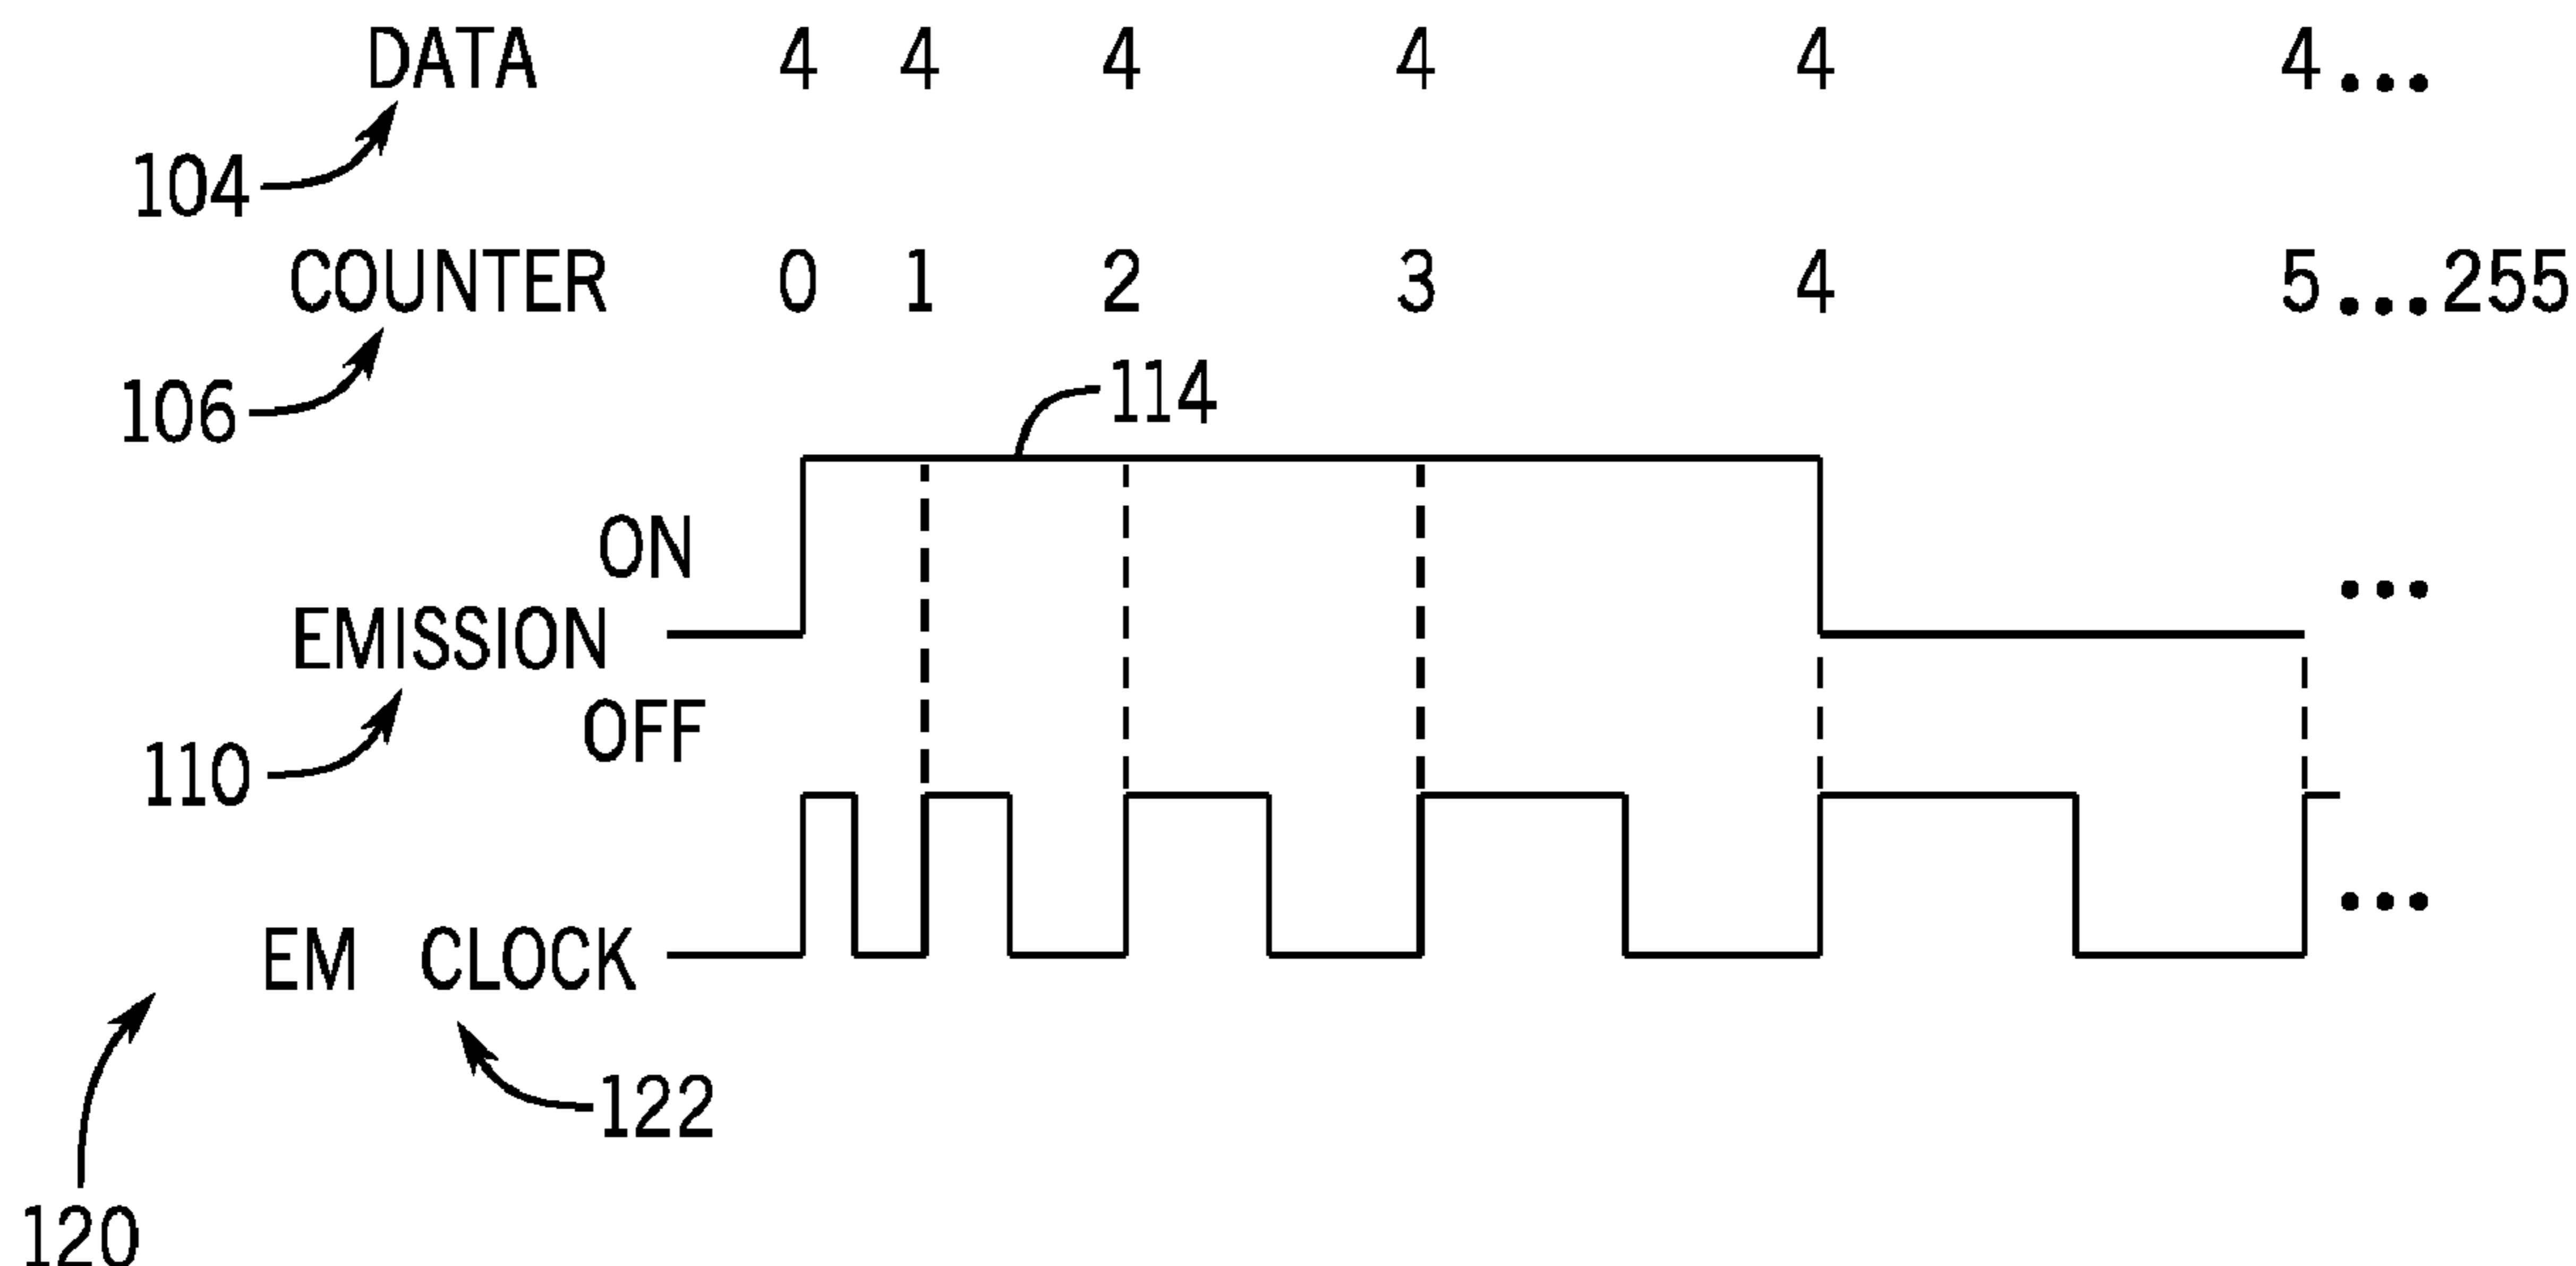 DATA 4 4 4 4 4 4...
104
COUNTER 0 1 2 3 4 5...255
106
114
ON
EMISSION
OFF
110
EM CLOCK
122
120